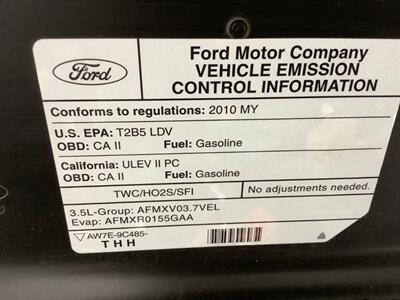 Ford
Ford Motor Company
VEHICLE EMISSION
CONTROL INFORMATION
Conforms to regulations: 2010 MY
U.S. EPA: T2B5 LDV
OBD: CA II Fuel: Gasoline
California: ULEV II PC
OBD: CA II Fuel: Gasoline
TWC/HO2S/SFI No adjustments needed.
3.5L-Group: AFMXV03.7VEL
Evap: AFMXR0155GAA
AW7E-9C485-
THH